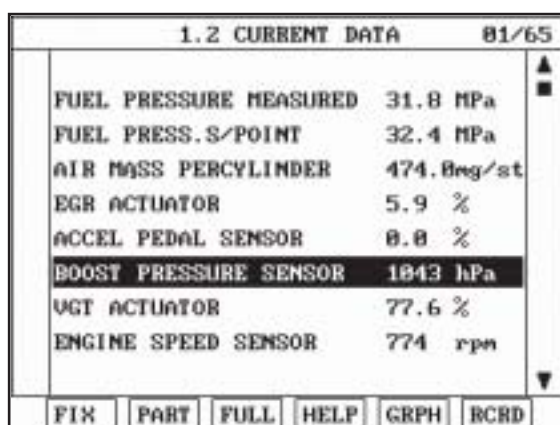 1.2 CURRENT DATA 01/65
FUEL PRESSURE MEASURED 31.8 MPa
FUEL PRESS.S/POINT 32.4 MPa
AIR MASS PERCYLINDER 474.0mg/st
EGR ACTUATOR 5.9 %
ACCEL PEDAL SENSOR 0.0 %
BOOST PRESSURE SENSOR 1043 hPa
VGT ACTUATOR 77.6 %
ENGINE SPEED SENSOR 774 rpm
FIX PART FULL HELP GRPH RCRD